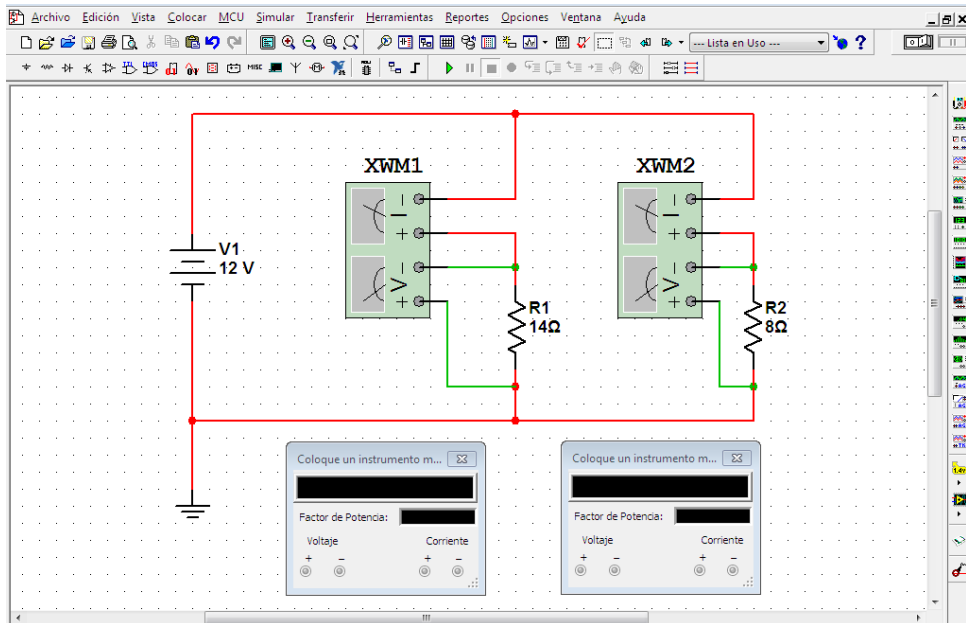 Archivo Edición Vista Colocar MCU Simular Transferir Herramientas Reportes Opciones Ventana Ayuda
--- Lista en Uso ---
MISC
XWM1 XWM2
V1
12 V
I
V
I
V
R1
14Ω
R2
8Ω
Coloque un instrumento m... Coloque un instrumento m...
Factor de Potencia: Factor de Potencia:
Voltaje Corriente Voltaje Corriente
+ − + − + − + −